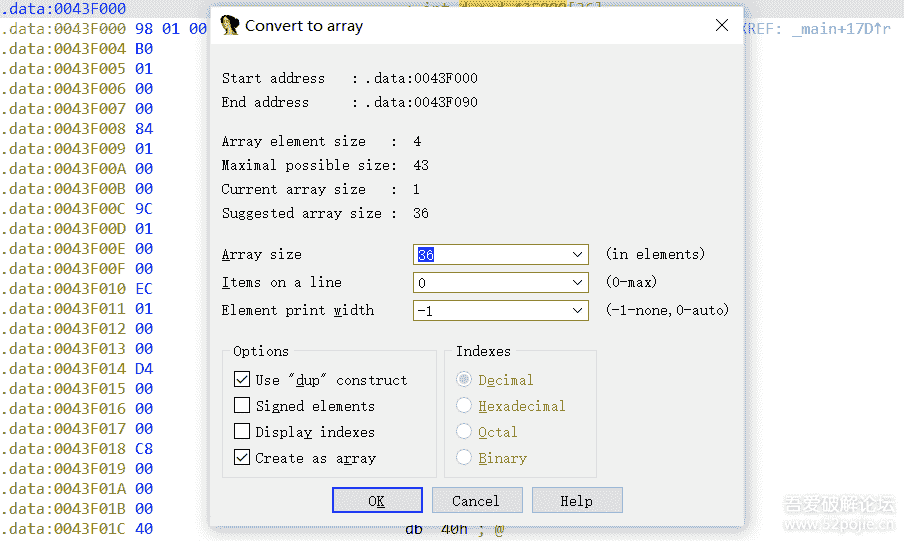 .data:0043F000
.data:0043F000 98 01 00 XREF: _main+17D↑r
Convert to array
.data:0043F004 B0
.data:0043F005 01
.data:0043F006 00
.data:0043F007 00
.data:0043F008 84
.data:0043F009 01
.data:0043F00A 00
.data:0043F00B 00
.data:0043F00C 9C
.data:0043F00D 01
.data:0043F00E 00
.data:0043F00F 00
.data:0043F010 EC
.data:0043F011 01
.data:0043F012 00
.data:0043F013 00
.data:0043F014 D4
.data:0043F015 00
.data:0043F016 00
.data:0043F017 00
.data:0043F018 C8
.data:0043F019 00
.data:0043F01A 00
.data:0043F01B 00
.data:0043F01C 40 db 40h ; @
Start address : .data:0043F000
End address : .data:0043F090
Array element size : 4
Maximal possible size: 43
Current array size : 1
Suggested array size : 36
Array size 36 (in elements)
Items on a line 0 (0-max)
Element print width -1 (-1-none,0-auto)
Options
Use "dup" construct
Signed elements
Display indexes
Create as array
Indexes
Decimal
Hexadecimal
Octal
Binary
OK Cancel Help
吾爱破解论坛
www.52pojie.cn